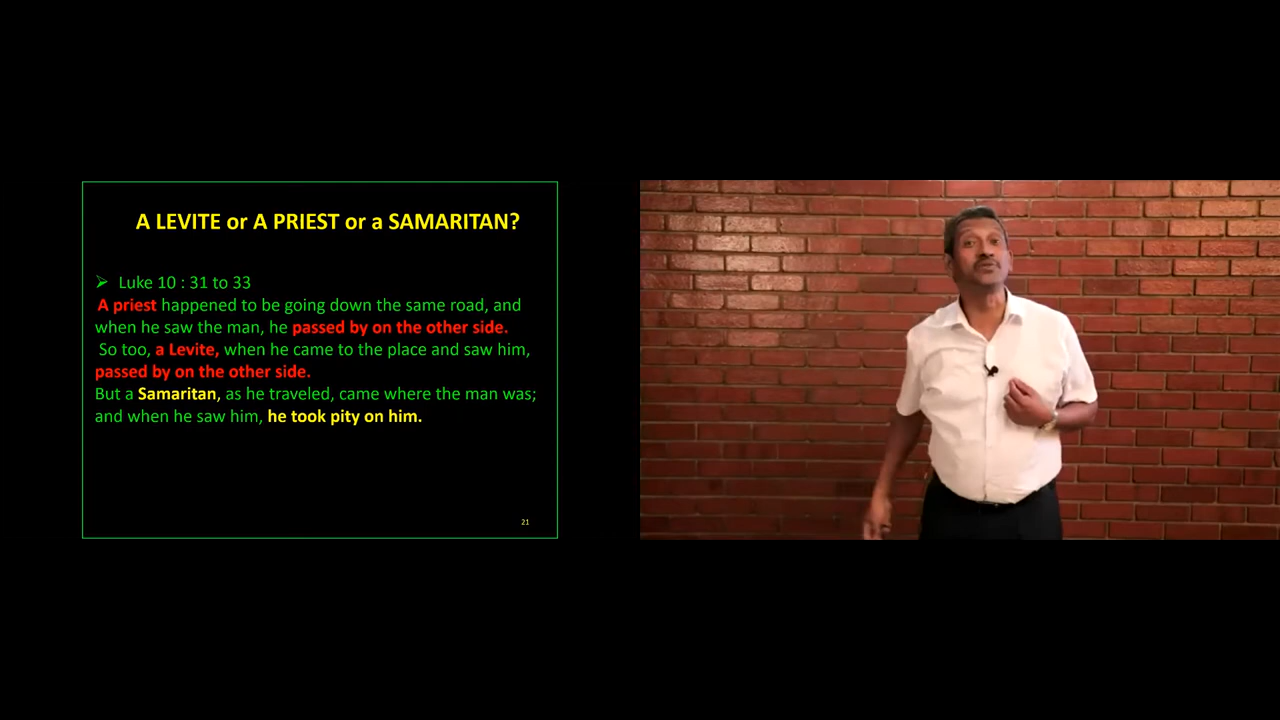 A LEVITE or A PRIEST or a SAMARITAN?
➢ Luke 10 : 31 to 33
A priest happened to be going down the same road, and
when he saw the man, he passed by on the other side.
So too, a Levite, when he came to the place and saw him,
passed by on the other side.
But a Samaritan, as he traveled, came where the man was;
and when he saw him, he took pity on him.
21